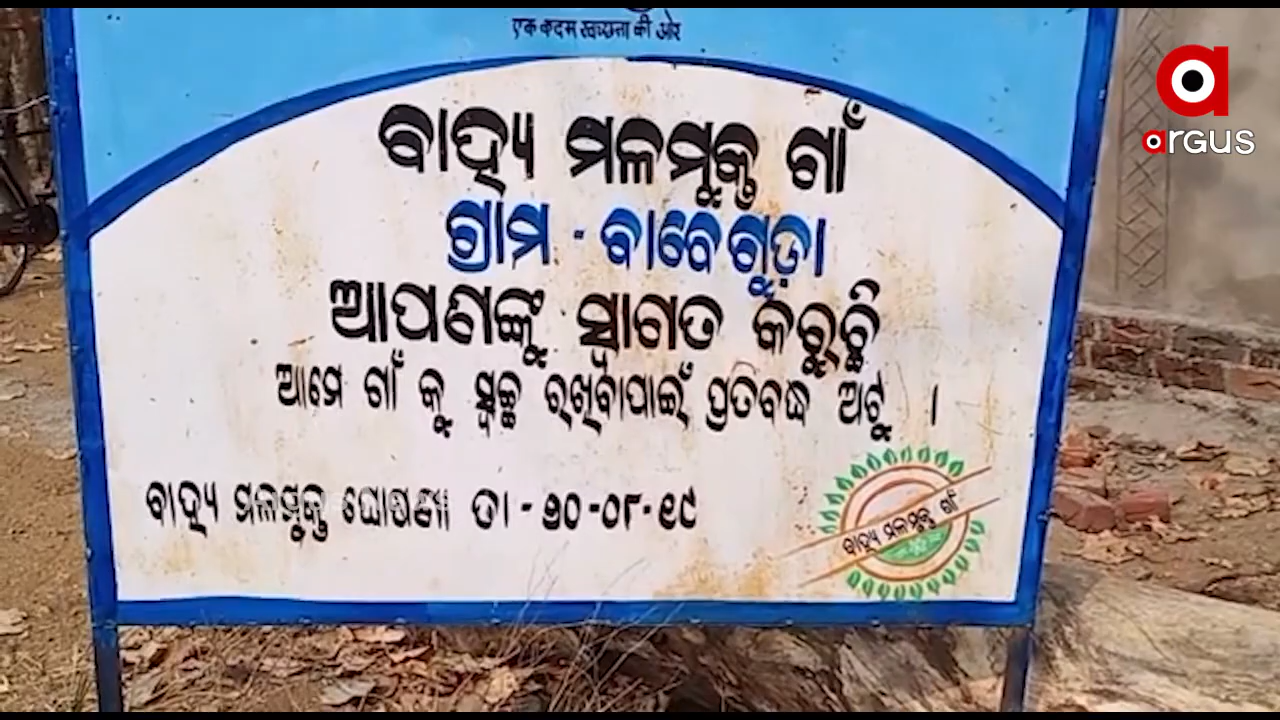 एक कदम स्वच्छता की ओर
ବାହ୍ୟ ମଳମୁକ୍ତ ଗାଁ
ଗ୍ରାମ - ବାବେଗୁଡ଼ା
ଆପଣଙ୍କୁ ସ୍ୱାଗତ କରୁଚ୍ଛି
ଆମେ ଗାଁ କୁ ସ୍ୱଚ୍ଛ ରଖିବାପାଇଁ ପ୍ରତିବଦ୍ଧ ଅଟୁ ।
ବାହ୍ୟ ମଳମୁକ୍ତ ଘୋଷଣା ତା - ୬୦-୦୮-୧୯
ବାହ୍ୟ ମଳମୁକ୍ତ ଗାଁ
argus